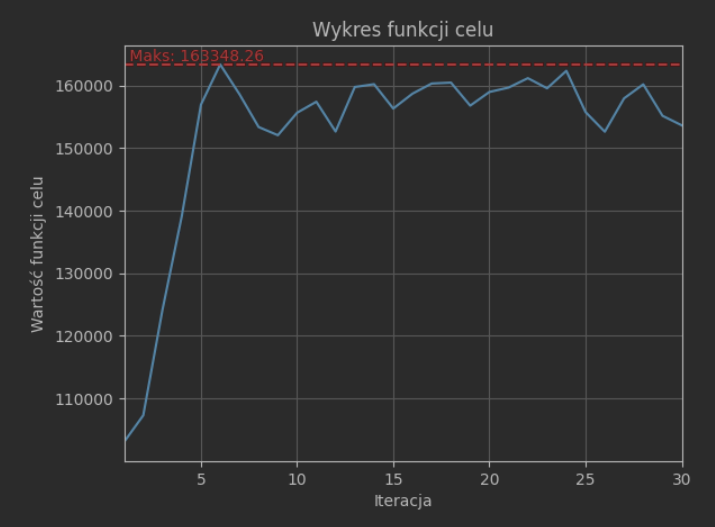 Wykres funkcji celu
Maks: 163348.26
160000
150000
140000
130000
120000
110000
Wartość funkcji celu
5 10 15 20 25 30
Iteracja